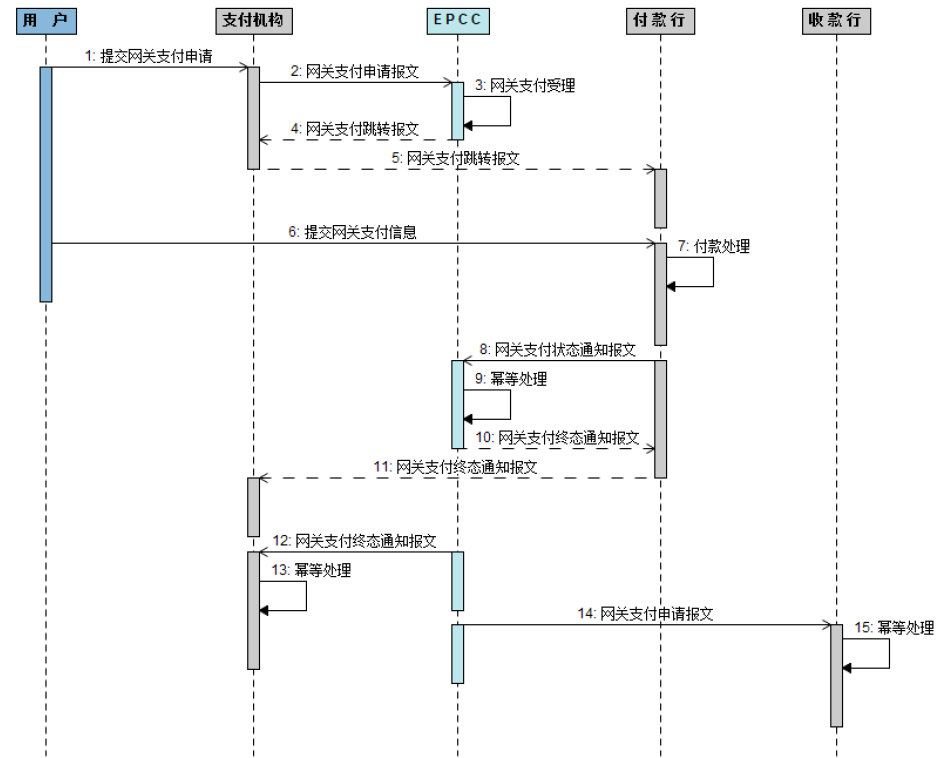 用 户
支付机构
EPCC
付款行
收款行
1: 提交网关支付申请
2: 网关支付申请报文
3: 网关支付受理
4: 网关支付跳转报文
5: 网关支付跳转报文
6: 提交网关支付信息
7: 付款处理
8: 网关支付状态通知报文
9: 幂等处理
10: 网关支付终态通知报文
11: 网关支付终态通知报文
12: 网关支付终态通知报文
13: 幂等处理
14: 网关支付申请报文
15: 幂等处理